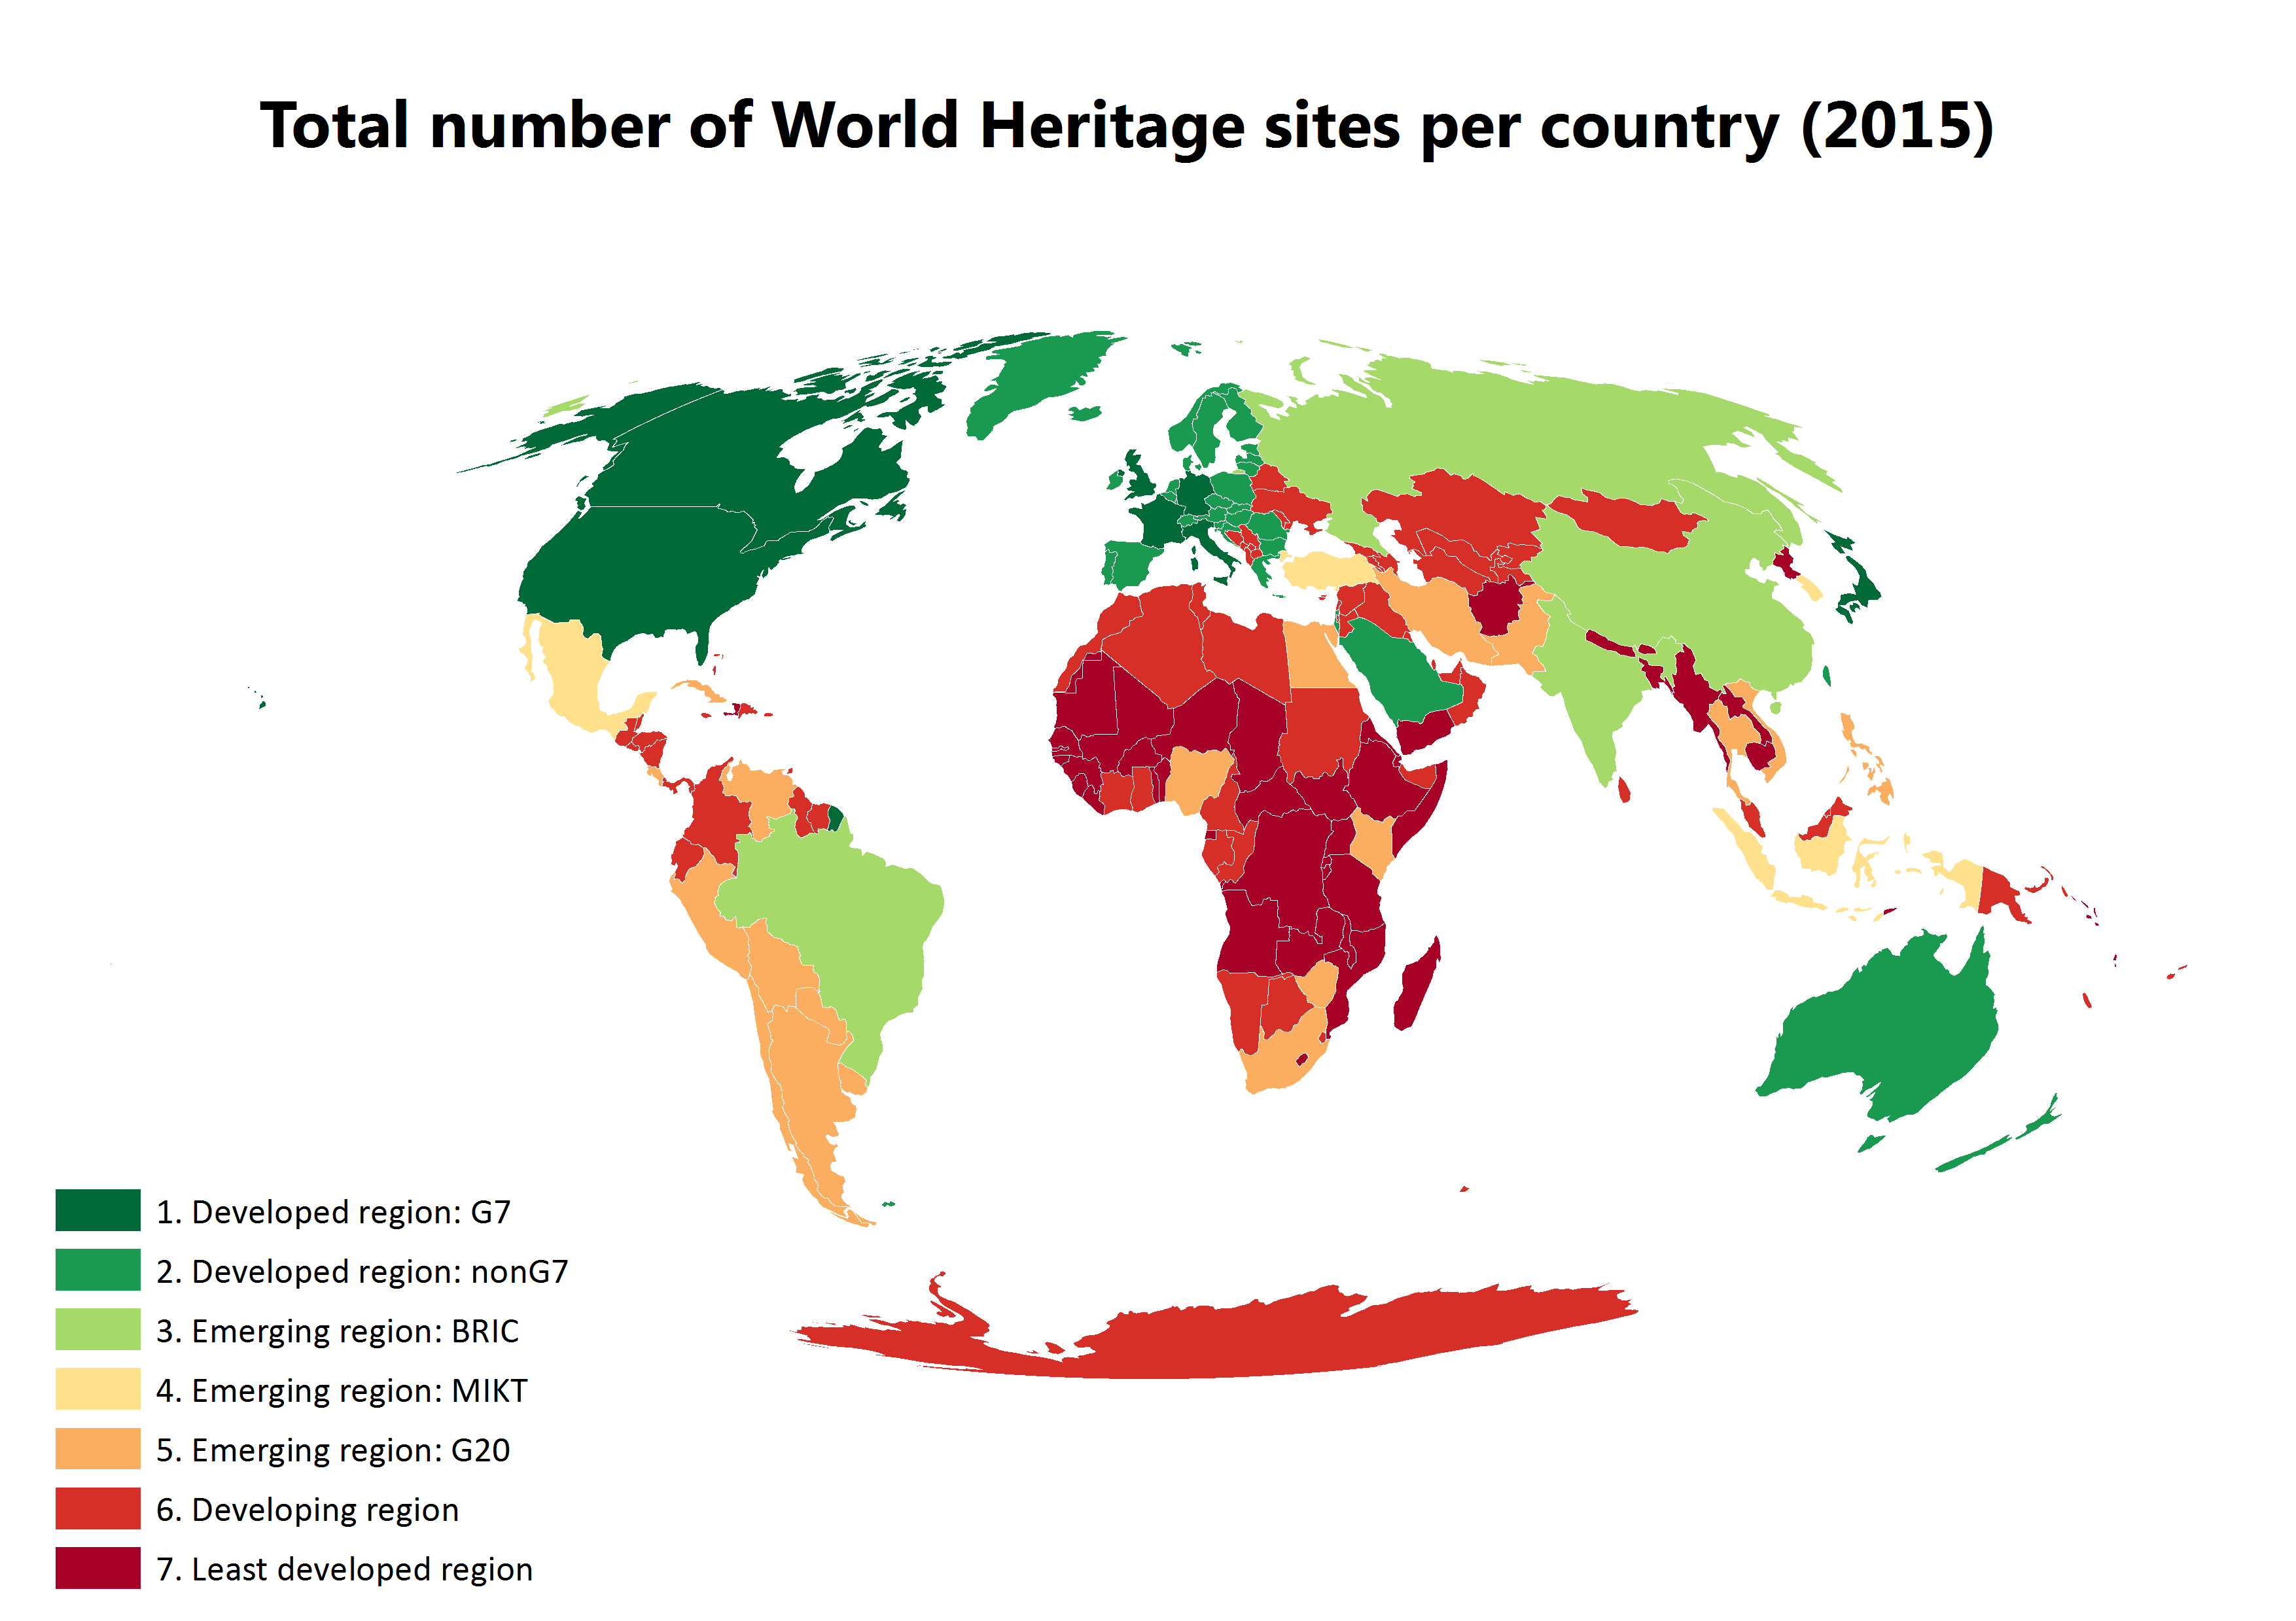 Total number of World Heritage sites per country (2015)
1. Developed region: G7
2. Developed region: nonG7
3. Emerging region: BRIC
4. Emerging region: MIKT
5. Emerging region: G20
6. Developing region
7. Least developed region